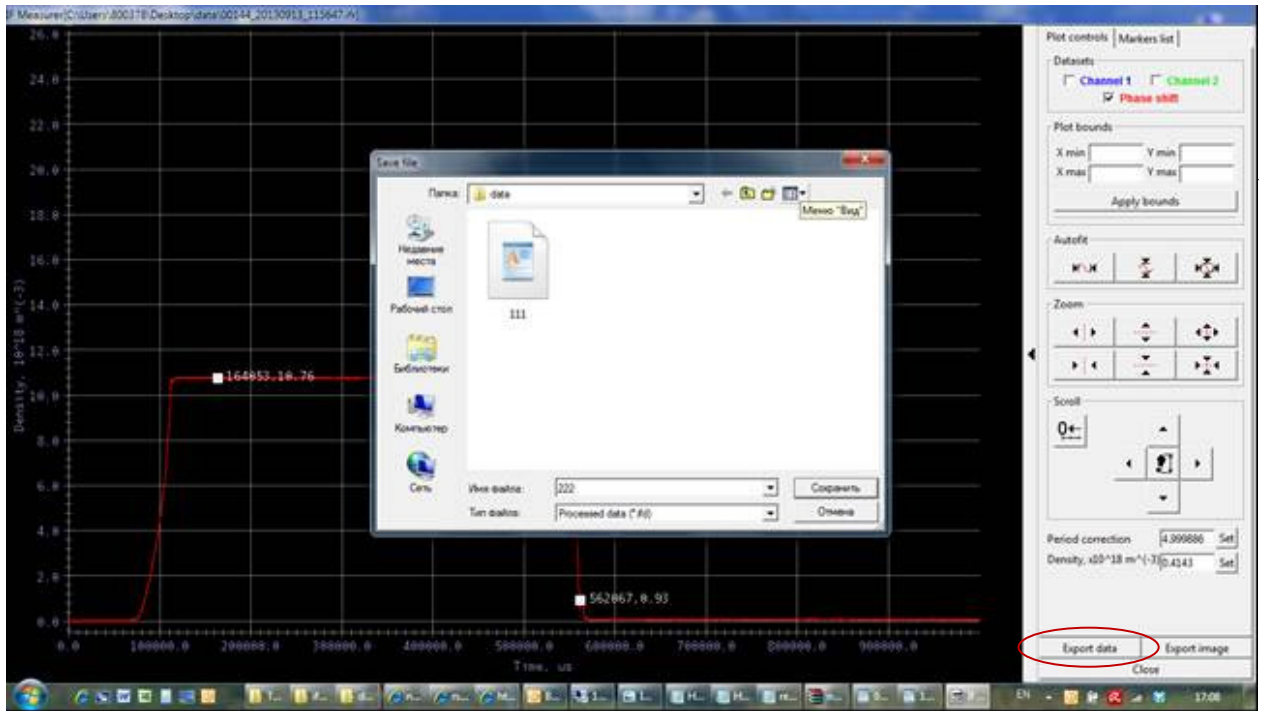 IF Measurer[C:\Users\800378\Desktop\data\00144_20130913_115647.ifr]
Plot controls
Markers list
Datasets
Channel 1
Channel 2
Phase shift
Plot bounds
X min
Y min
X max
Y max
Apply bounds
Autofit
Zoom
Scroll
0
Period correction
4.999886
Set
Density, x10^18 m^(-3)
0.4143
Set
Export data
Export image
Close
26.0
24.0
22.0
20.0
18.0
16.0
14.0
12.0
10.0
8.0
6.0
4.0
2.0
0.0
Density, 10^18 m^(-3)
164053,10.76
562067,0.93
0.0
100000.0
200000.0
300000.0
400000.0
500000.0
600000.0
700000.0
800000.0
900000.0
Time, us
Save file
Папка:
data
Меню "Вид"
Недавние
места
Рабочий стол
Библиотеки
Компьютер
Сеть
111
Имя файла:
222
Сохранить
Тип файла:
Processed data (*.ifd)
Отмена
EN
17:08